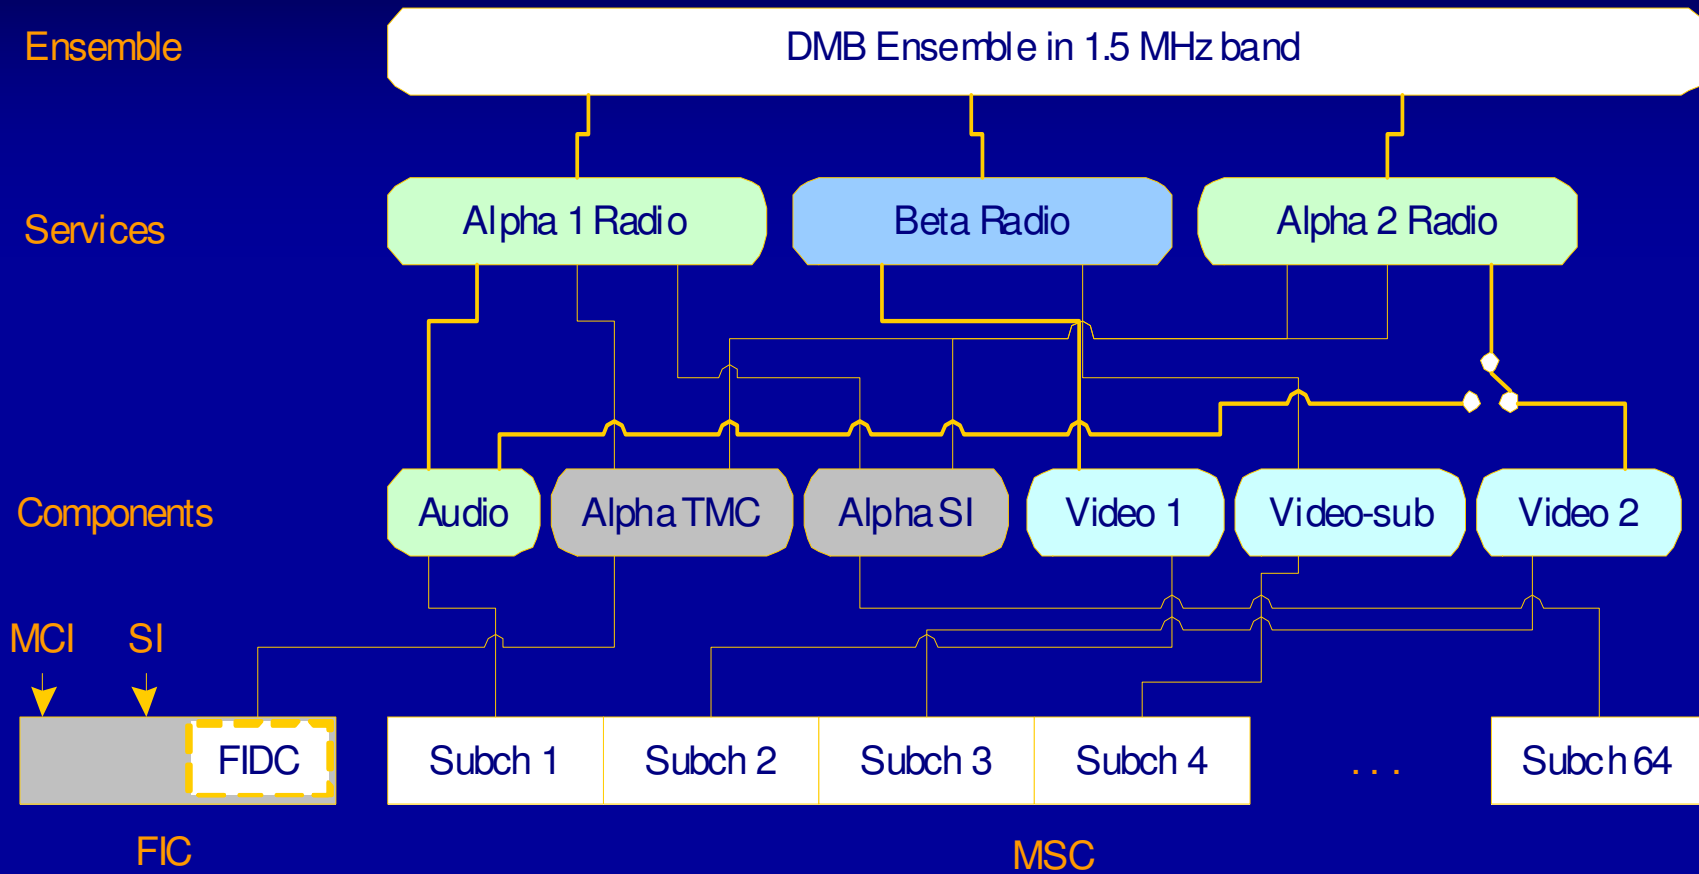 Ensemble
DMB Ensemble in 1.5 MHz band
Services
Alpha 1 Radio
Beta Radio
Alpha 2 Radio
Components
Audio
Alpha TMC
Alpha SI
Video 1
Video-sub
Video 2
MCI
SI
FIDC
Subch 1
Subch 2
Subch 3
Subch 4
. . .
Subch 64
FIC
MSC